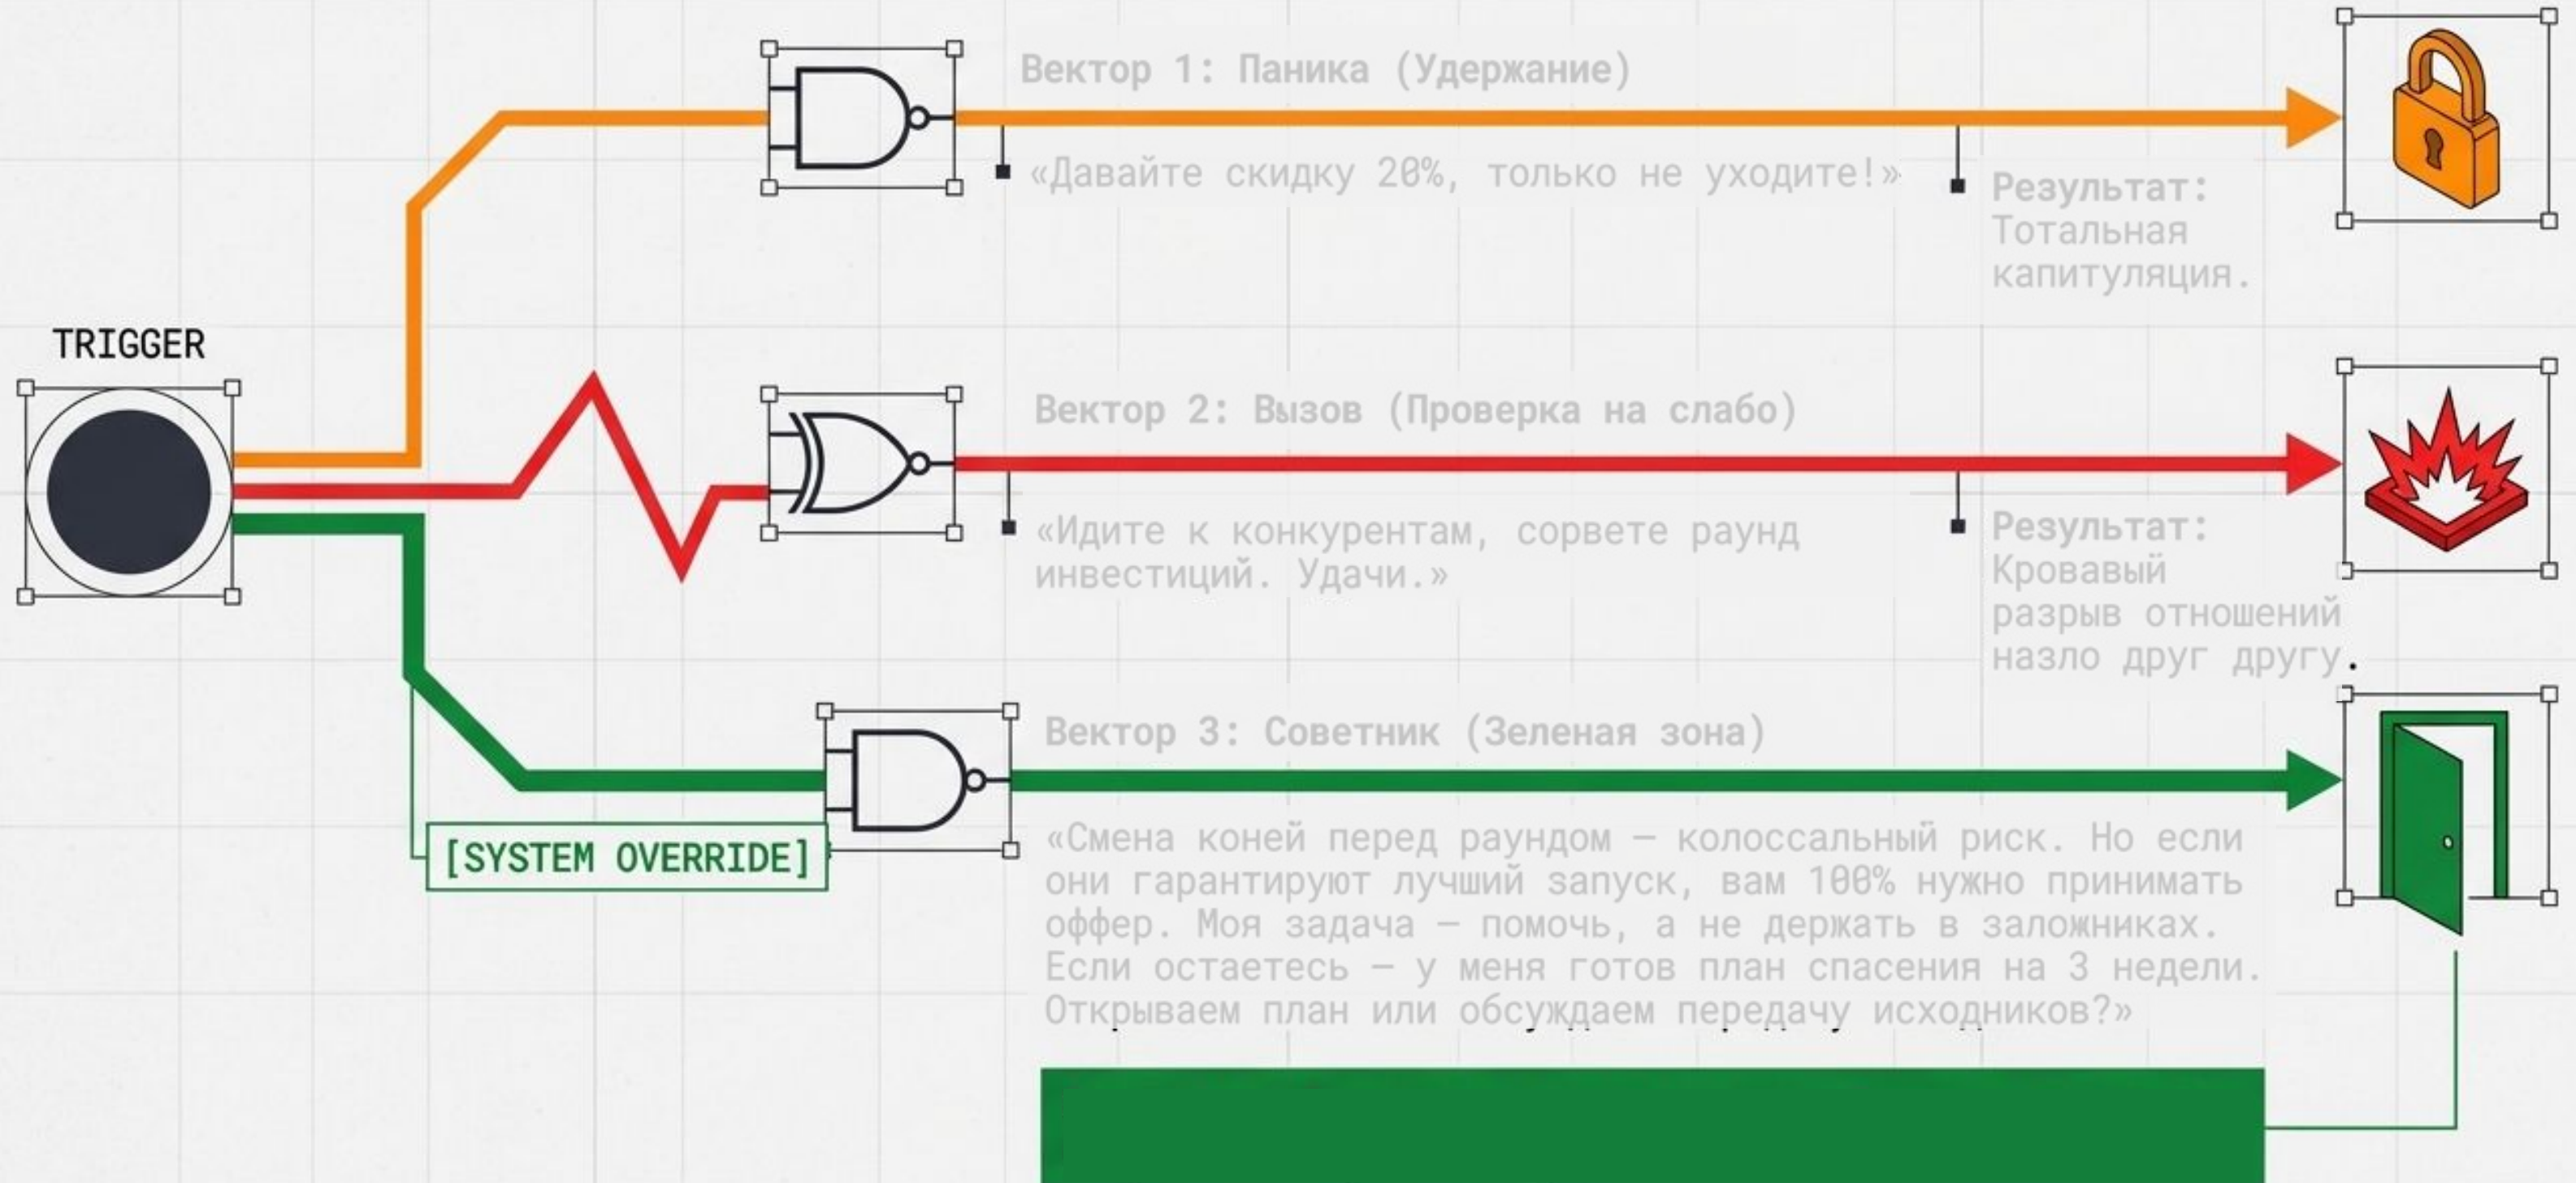 Вектор 1: Паника (Удержание)
«Давайте скидку 20%, только не уходите!»
Результат:
Тотальная
капитуляция.
TRIGGER
Вектор 2: Вызов (Проверка на слабо)
«Идите к конкурентам, сорвете раунд
инвестиций. Удачи.»
Результат:
Кровавый
разрыв отношений
назло друг другу.
Вектор 3: Советник (Зеленая зона)
[SYSTEM OVERRIDE]
«Смена коней перед раундом — колоссальный риск. Но если
они гарантируют лучший запуск, вам 100% нужно принимать
оффер. Моя задача — помочь, а не держать в заложниках.
Если остаетесь — у меня готов план спасения на 3 недели.
Открываем план или обсуждаем передачу исходников?»